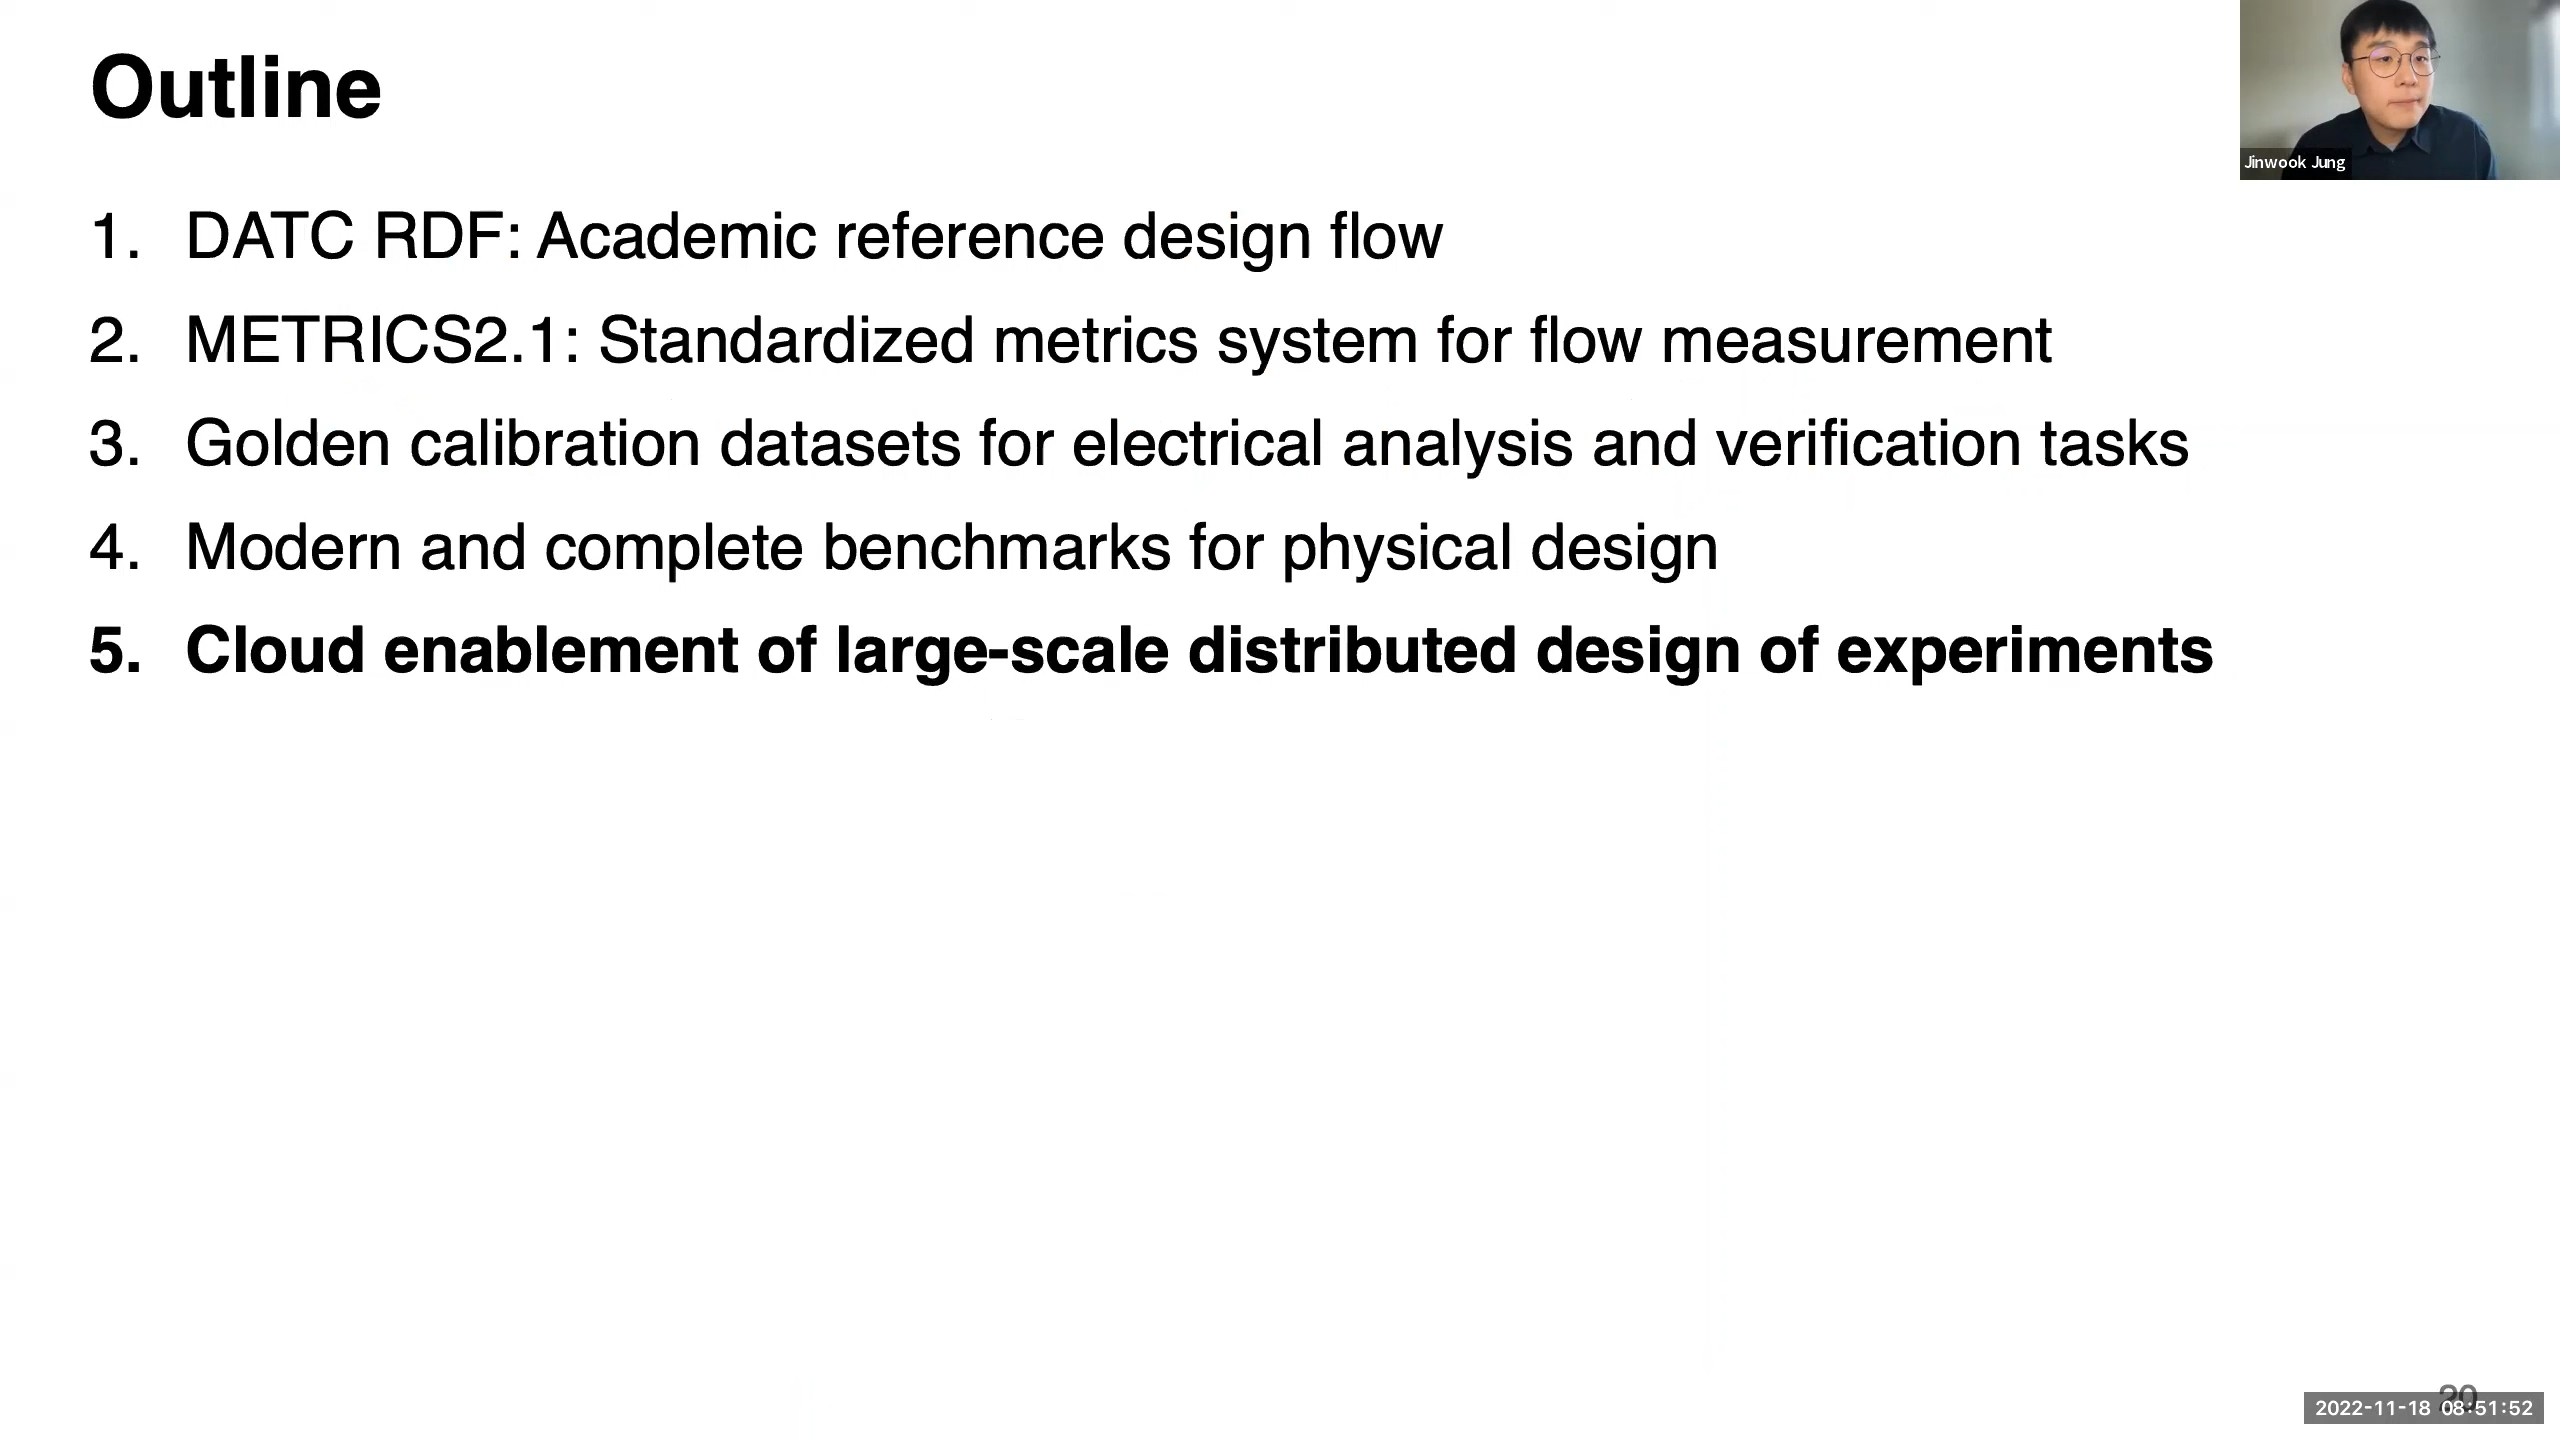 Outline
Jinwook Jung
1. DATC RDF: Academic reference design flow
2. METRICS2.1: Standardized metrics system for flow measurement
3. Golden calibration datasets for electrical analysis and verification tasks
4. Modern and complete benchmarks for physical design
5. Cloud enablement of large-scale distributed design of experiments
2022-11-18 08:51:52